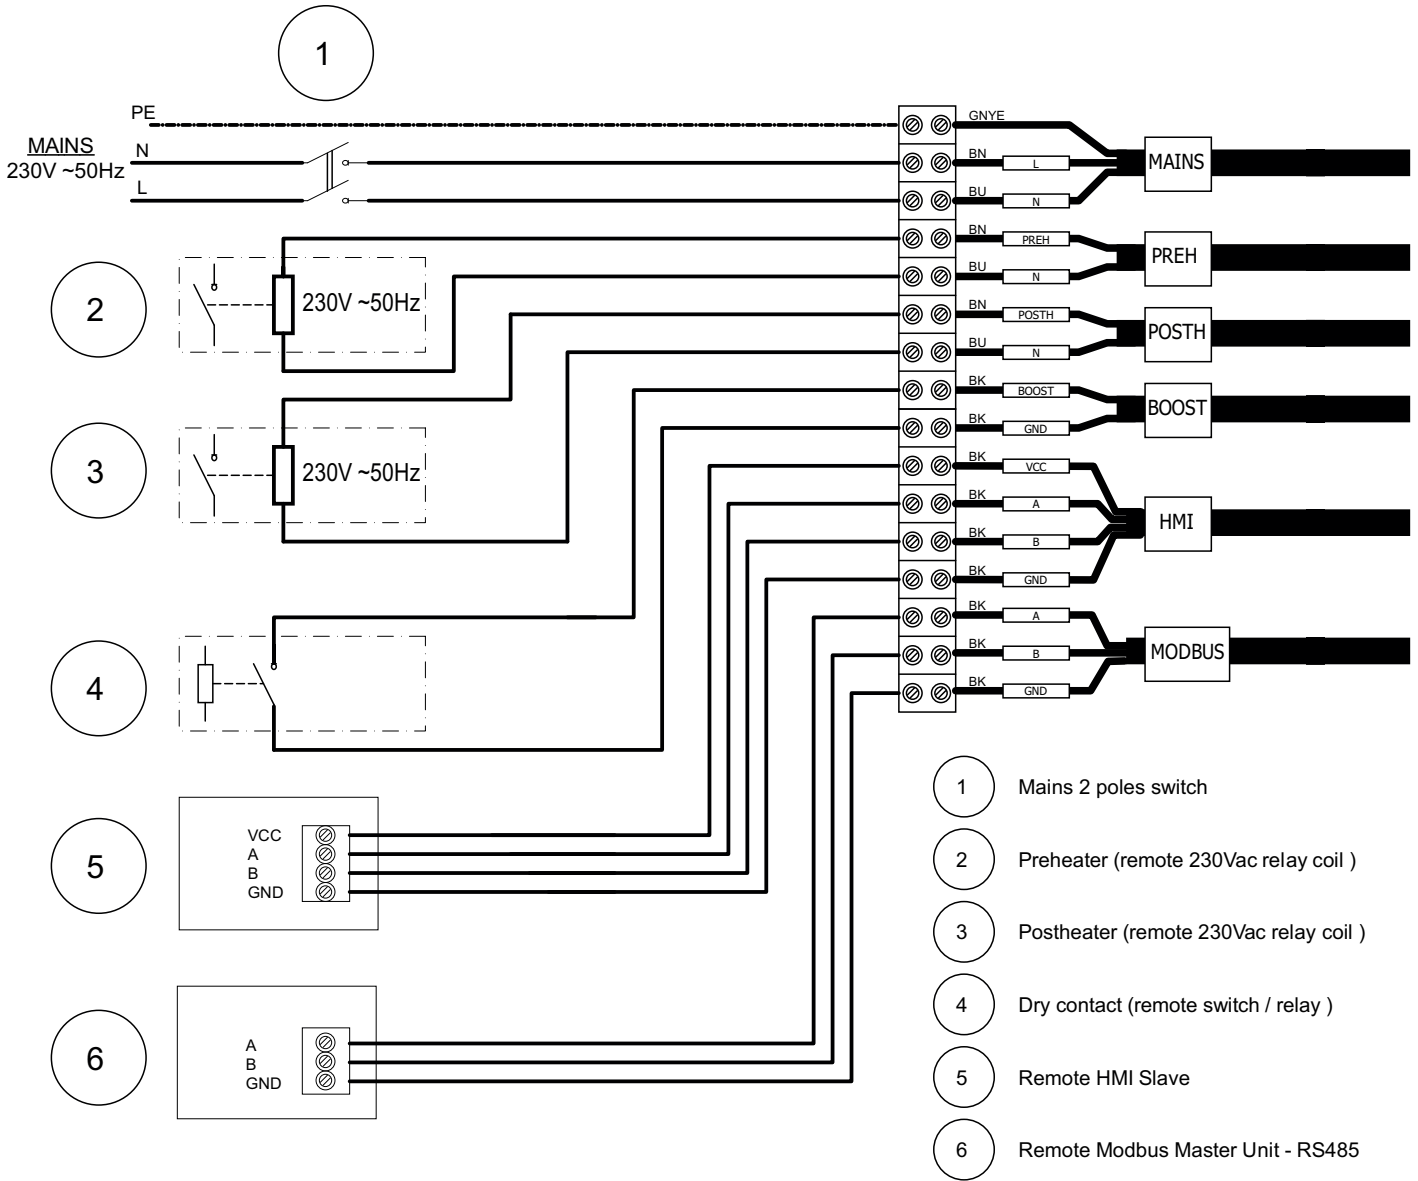 1
PE
MAINS
230V ~50Hz
N
L
GNYE
BN
L
BU
N
MAINS
BN
PREH
BU
N
PREH
BN
POSTH
BU
N
POSTH
BK
BOOST
BK
GND
BOOST
BK
VCC
BK
A
BK
B
BK
GND
HMI
BK
A
BK
B
BK
GND
MODBUS
2
230V ~50Hz
3
230V ~50Hz
4
5
VCC
A
B
GND
6
A
B
GND
1 Mains 2 poles switch
2 Preheater (remote 230Vac relay coil )
3 Postheater (remote 230Vac relay coil )
4 Dry contact (remote switch / relay )
5 Remote HMI Slave
6 Remote Modbus Master Unit - RS485